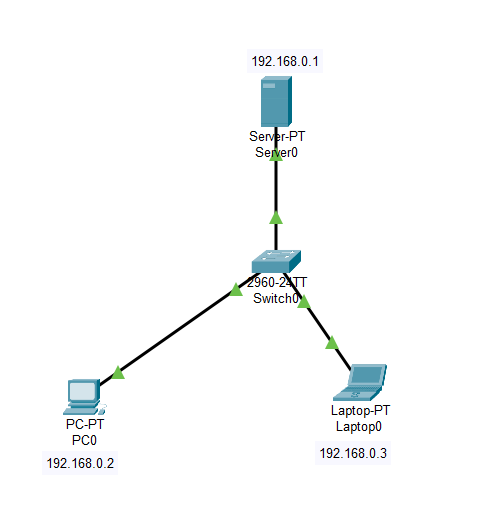 192.168.0.1
Server-PT
Server0
2960-24TT
Switch0
Laptop-PT
Laptop0
192.168.0.3
PC-PT
PC0
192.168.0.2